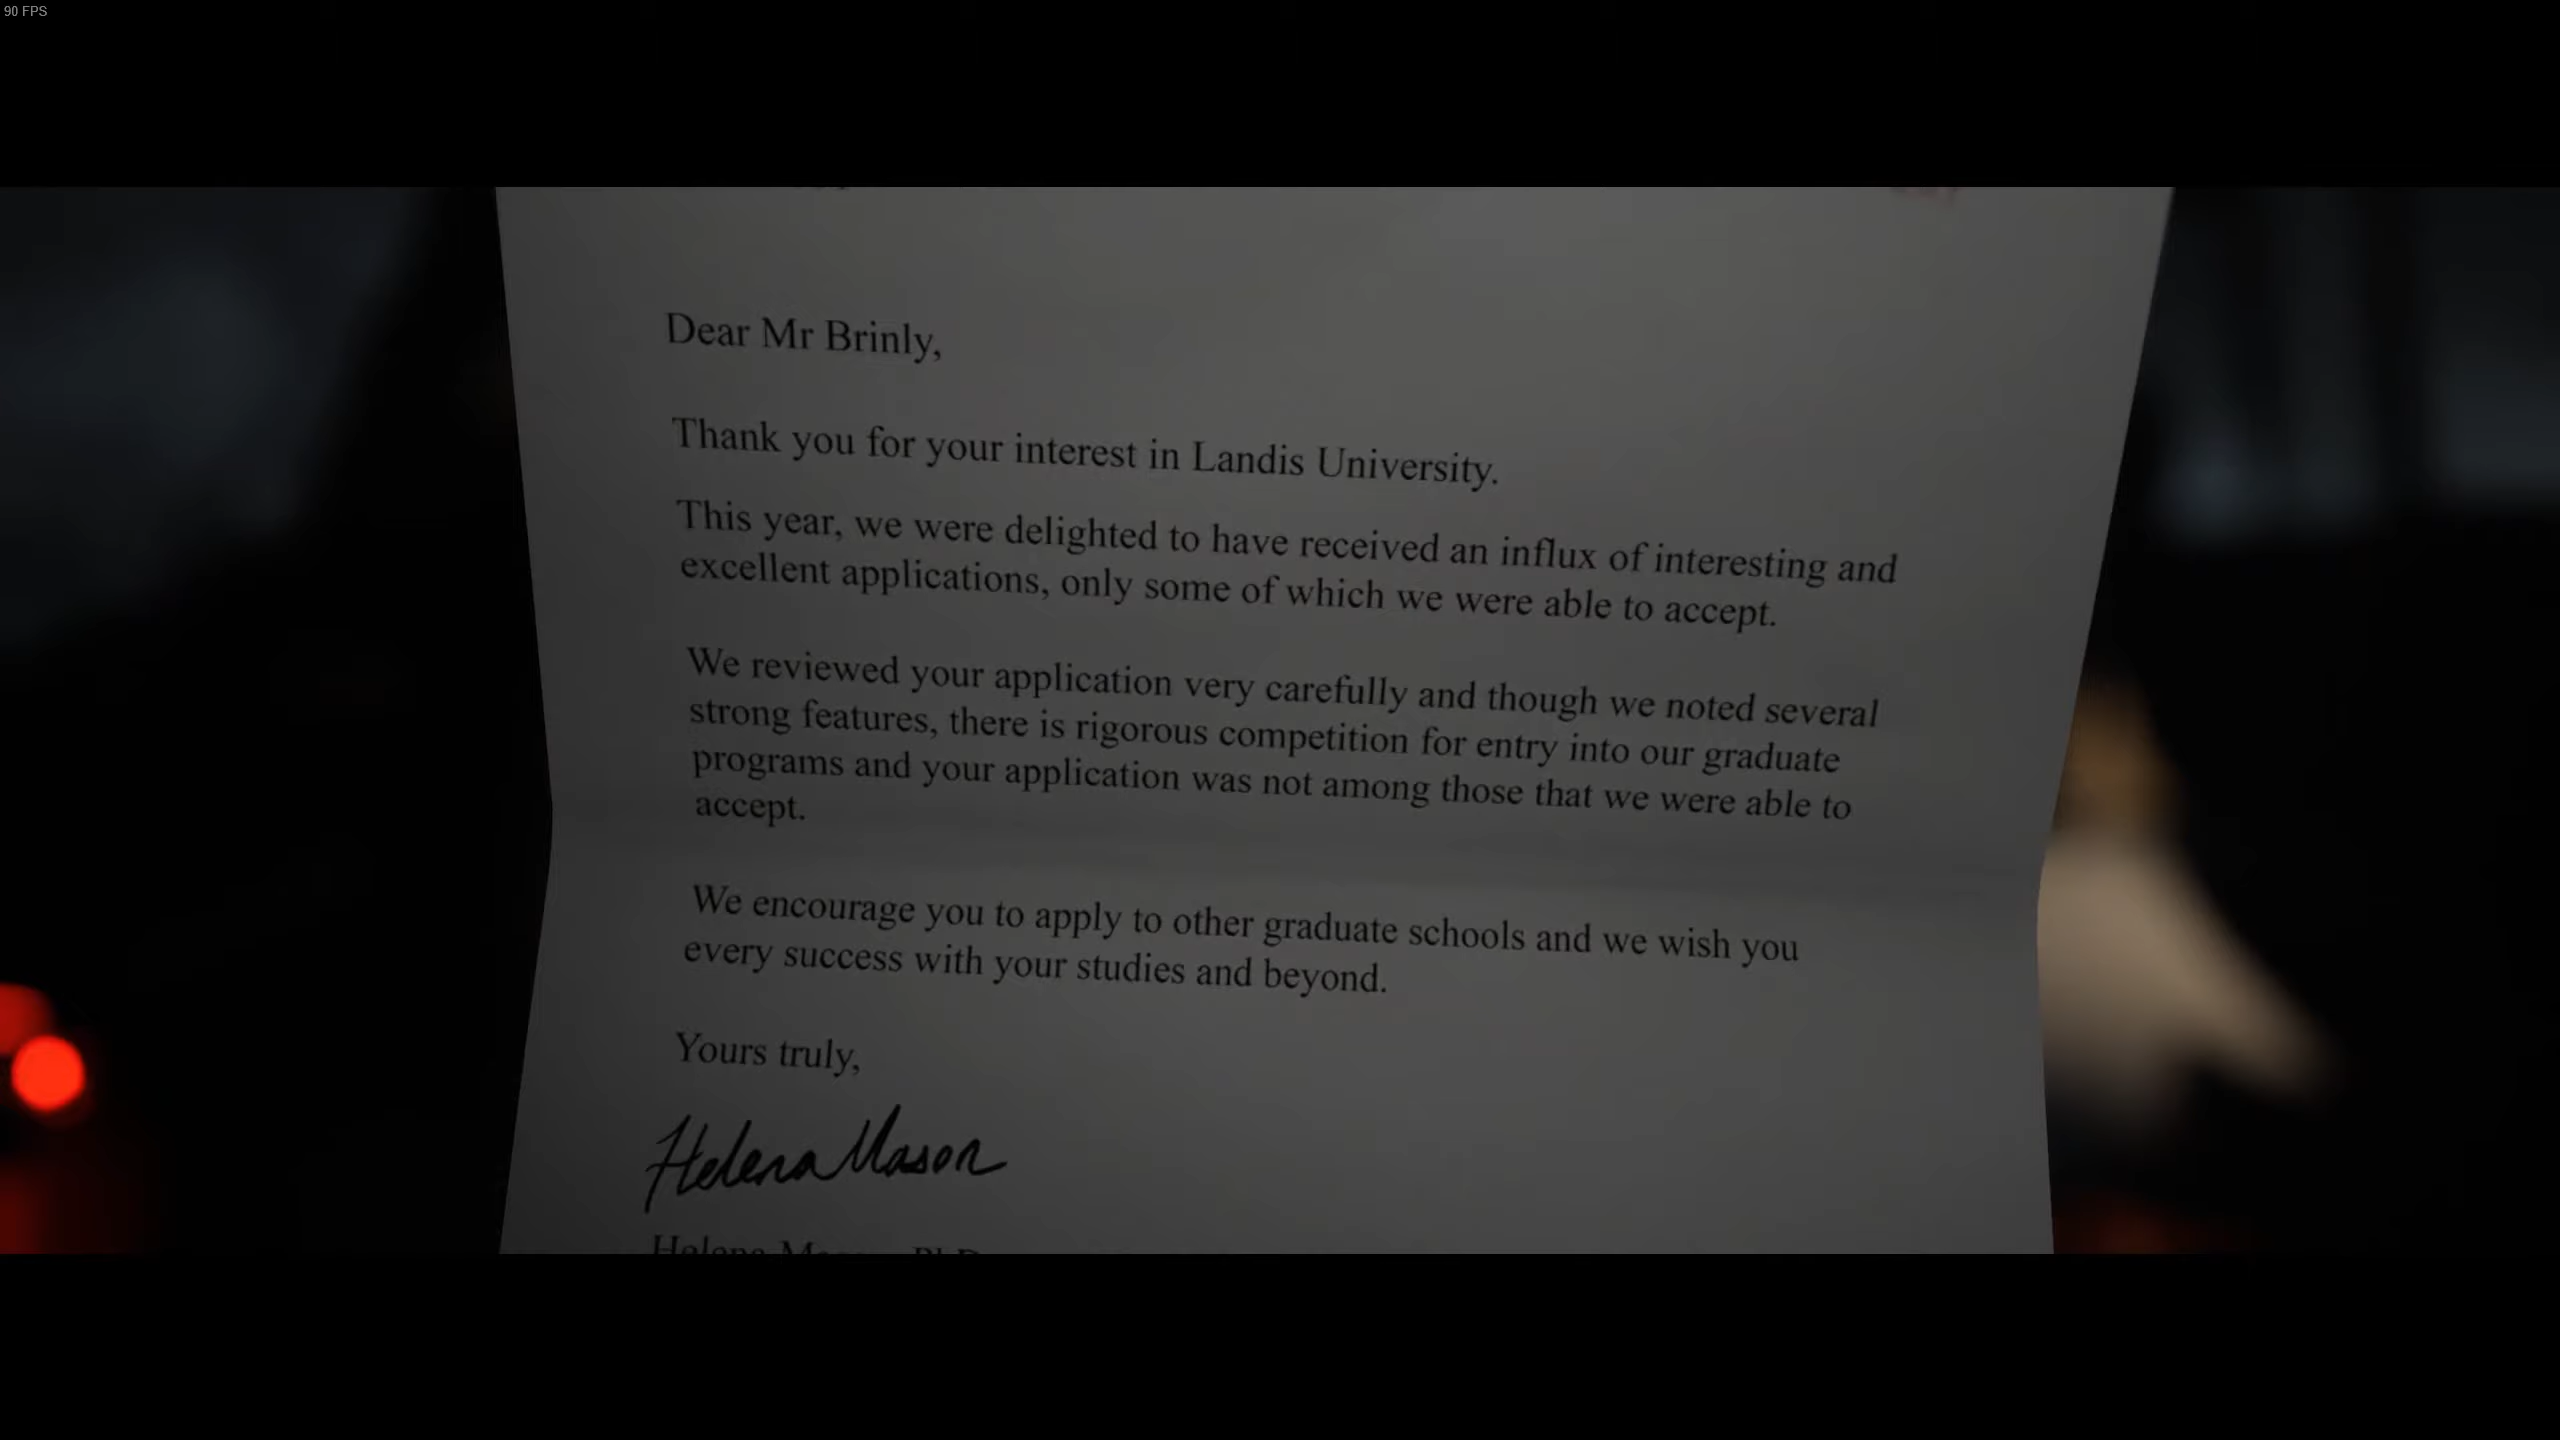 90 FPS
Dear Mr Brinly,
Thank you for your interest in Landis University.
This year, we were delighted to have received an influx of interesting and
excellent applications, only some of which we were able to accept.
We reviewed your application very carefully and though we noted several
strong features, there is rigorous competition for entry into our graduate
programs and your application was not among those that we were able to
accept.
We encourage you to apply to other graduate schools and we wish you
every success with your studies and beyond.
Yours truly,
Helena Mason